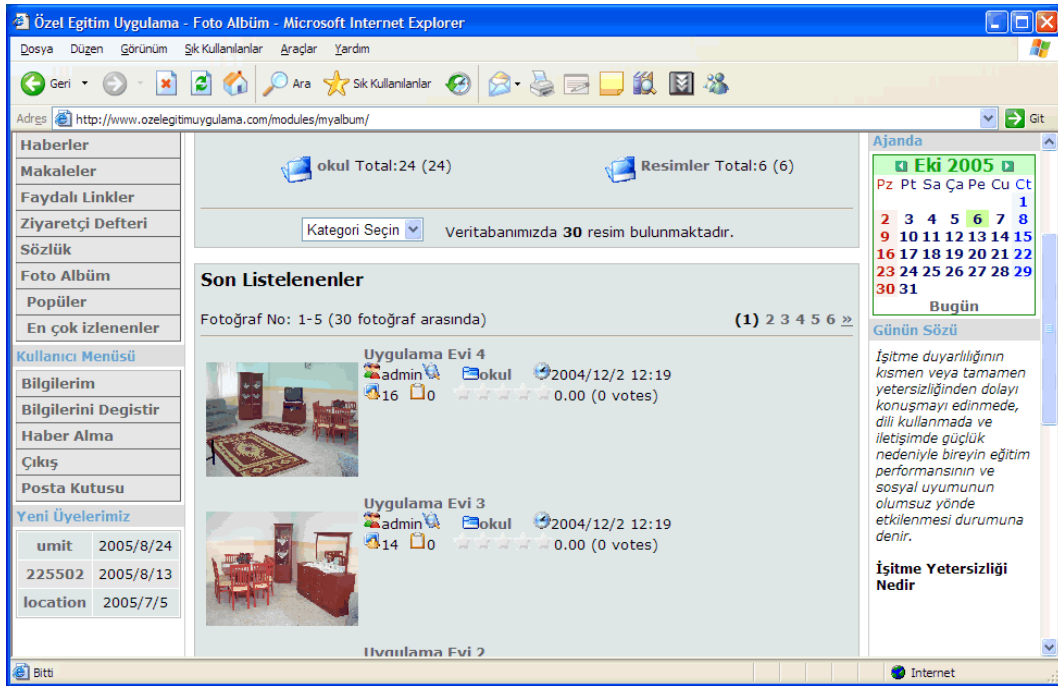 Özel Egitim Uygulama - Foto Albüm - Microsoft Internet Explorer
Dosya Düzen Görünüm Sık Kullanılanlar Araçlar Yardım
Geri Ara Sık Kullanılanlar
Adres http://www.ozelegitimuygulama.com/modules/myalbum/ Git
Haberler
Makaleler
Faydalı Linkler
Ziyaretçi Defteri
Sözlük
Foto Albüm
Popüler
En çok izlenenler
Kullanıcı Menüsü
Bilgilerim
Bilgilerini Degistir
Haber Alma
Çıkış
Posta Kutusu
Yeni Üyelerimiz
umit 2005/8/24
225502 2005/8/13
location 2005/7/5
okul Total:24 (24) Resimler Total:6 (6)
Kategori Seçin Veritabanımızda 30 resim bulunmaktadır.
Son Listelenenler
Fotoğraf No: 1-5 (30 fotoğraf arasında) (1) 2 3 4 5 6 »
Uygulama Evi 4
admin okul 2004/12/2 12:19
16 0 0.00 (0 votes)
Uygulama Evi 3
admin okul 2004/12/2 12:19
14 0 0.00 (0 votes)
Uygulama Evi 2
Ajanda
Eki 2005
Pz Pt Sa Ça Pe Cu Ct
1
2 3 4 5 6 7 8
9 10 11 12 13 14 15
16 17 18 19 20 21 22
23 24 25 26 27 28 29
30 31
Bugün
Günün Sözü
İşitme duyarlılığının
kısmen veya tamamen
yetersizliğinden dolayı
konuşmayı edinmede,
dili kullanmada ve
iletişimde güçlük
nedeniyle bireyin eğitim
performansının ve
sosyal uyumunun
olumsuz yönde
etkilenmesi durumuna
denir.
İşitme Yetersizliği
Nedir
Bitti Internet